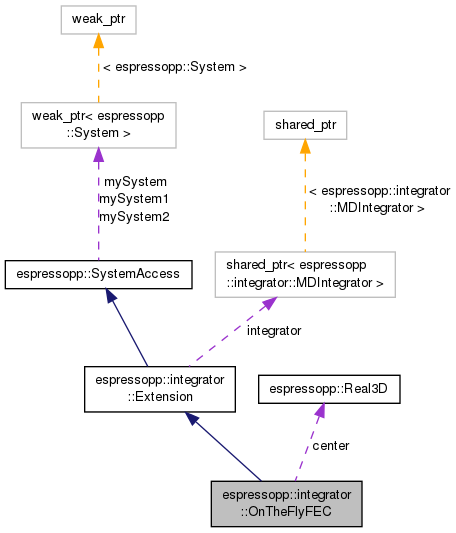 weak_ptr
< espressopp::System >
weak_ptr< espressopp
::System >
shared_ptr
mySystem
mySystem1
mySystem2
< espressopp::integrator
::MDIntegrator >
espressopp::SystemAccess
shared_ptr< espressopp
::integrator::MDIntegrator >
integrator
espressopp::integrator
::Extension
espressopp::Real3D
center
espressopp::integrator
::OnTheFlyFEC